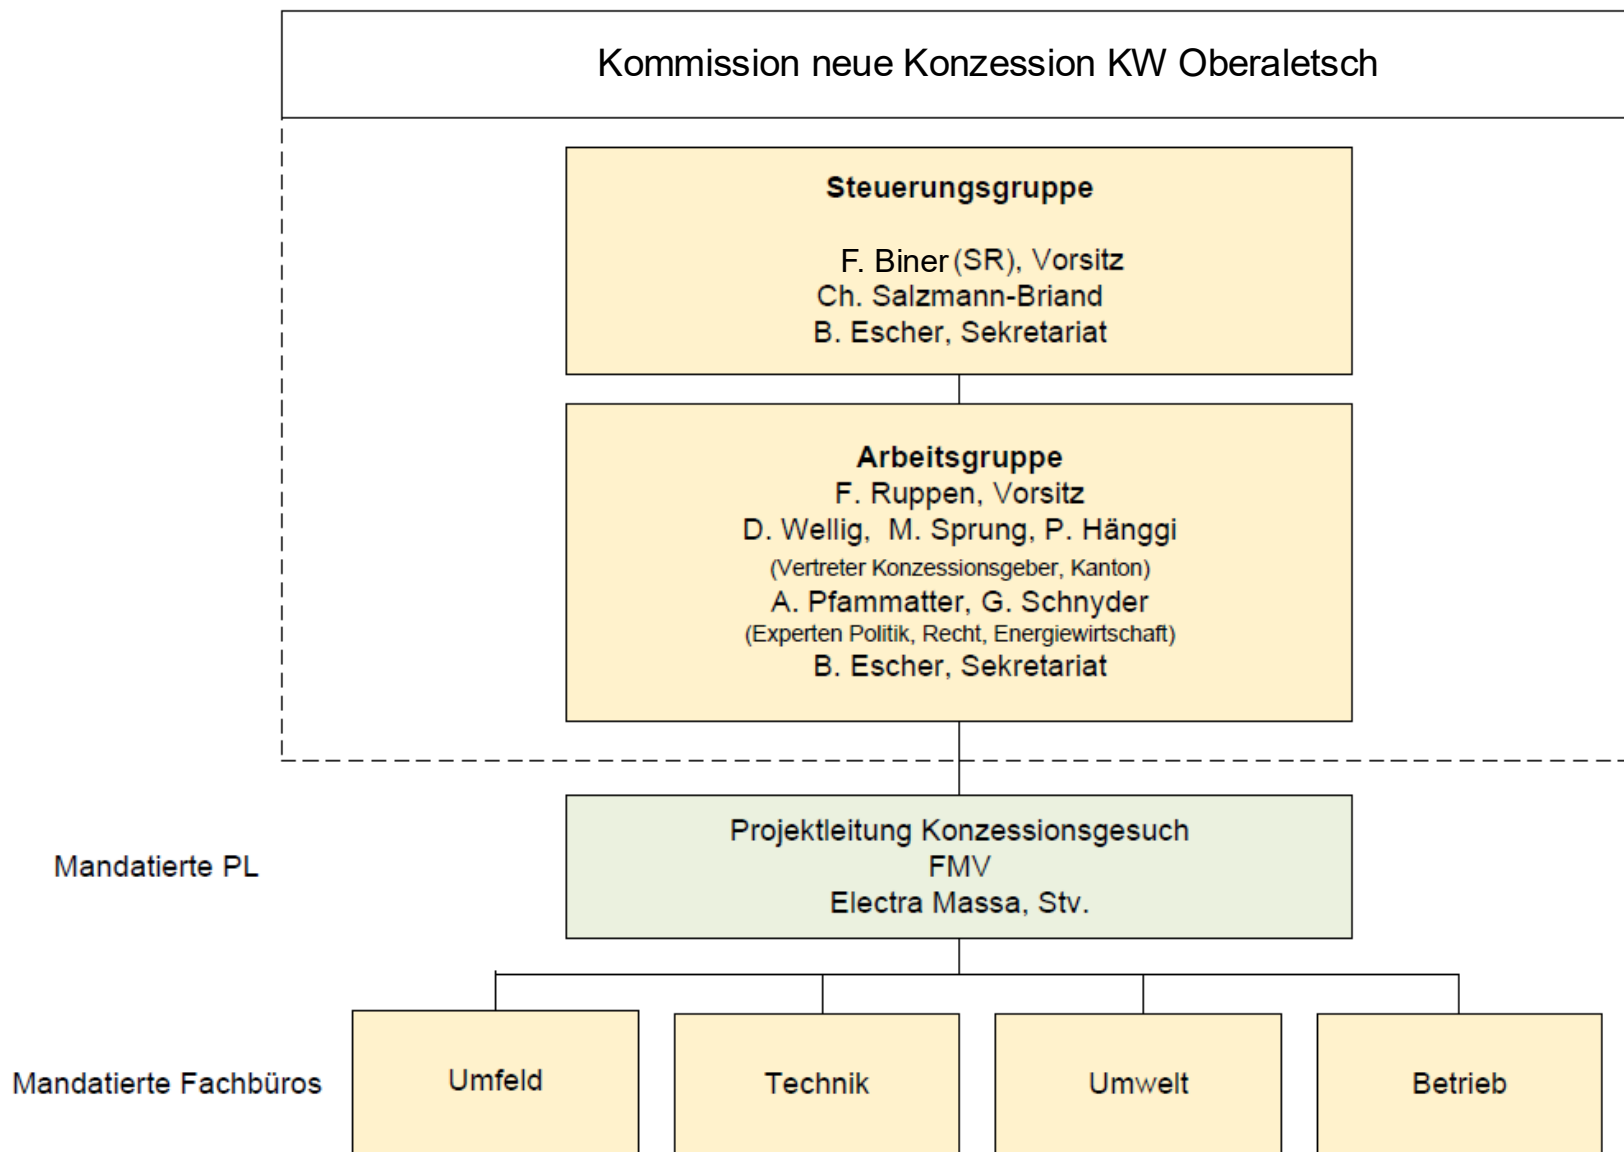 Kommission neue Konzession KW Oberaletsch
Steuerungsgruppe
F. Biner (SR), Vorsitz
Ch. Salzmann-Briand
B. Escher, Sekretariat
Arbeitsgruppe
F. Ruppen, Vorsitz
D. Wellig, M. Sprung, P. Hänggi
(Vertreter Konzessionsgeber, Kanton)
A. Pfammatter, G. Schnyder
(Experten Politik, Recht, Energiewirtschaft)
B. Escher, Sekretariat
Mandatierte PL
Projektleitung Konzessionsgesuch
FMV
Electra Massa, Stv.
Mandatierte Fachbüros
Umfeld
Technik
Umwelt
Betrieb